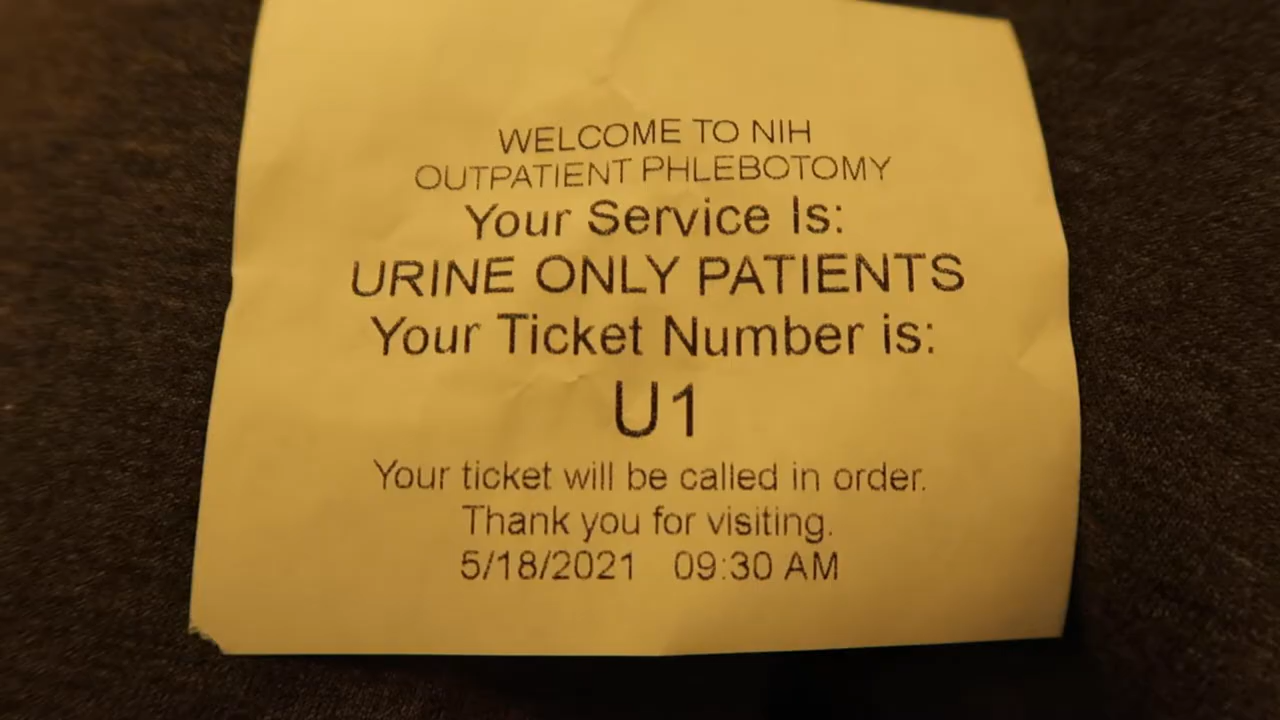 WELCOME TO NIH
OUTPATIENT PHLEBOTOMY
Your Service Is:
URINE ONLY PATIENTS
Your Ticket Number is:
U1
Your ticket will be called in order.
Thank you for visiting.
5/18/2021 09:30 AM